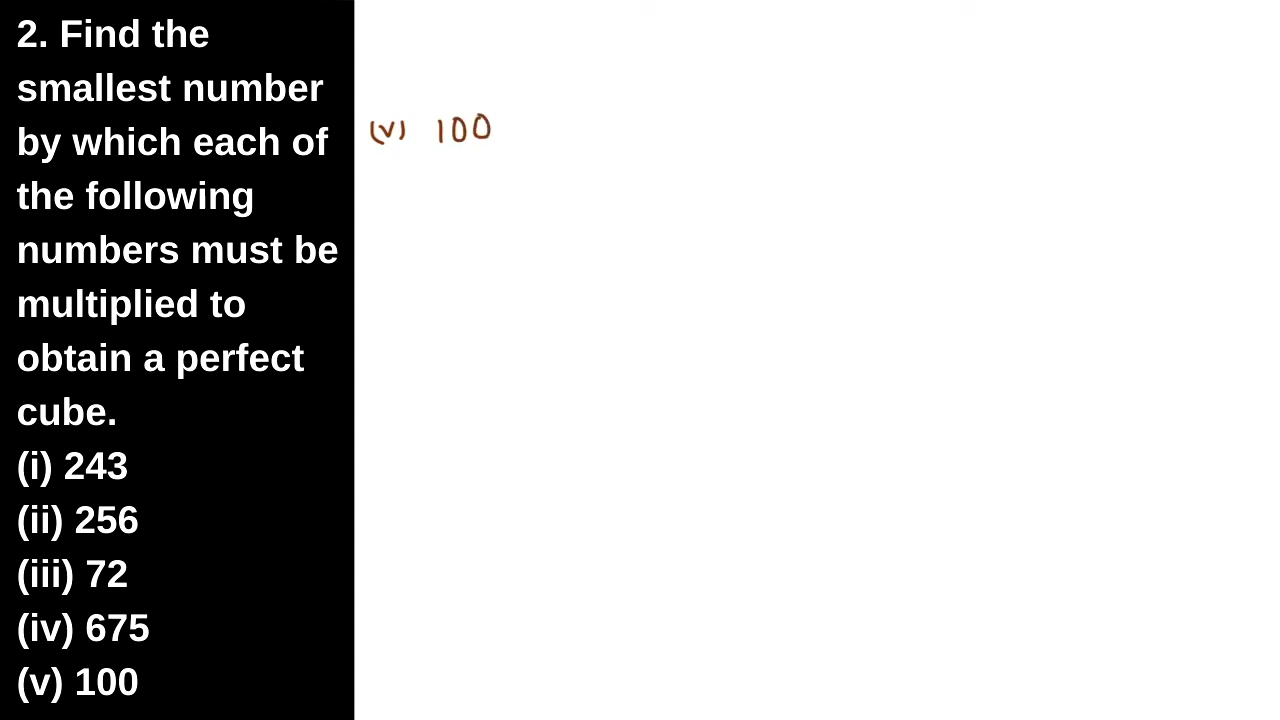 2. Find the
smallest number
by which each of
the following
numbers must be
multiplied to
obtain a perfect
cube.
(i) 243
(ii) 256
(iii) 72
(iv) 675
(v) 100
(v) 100